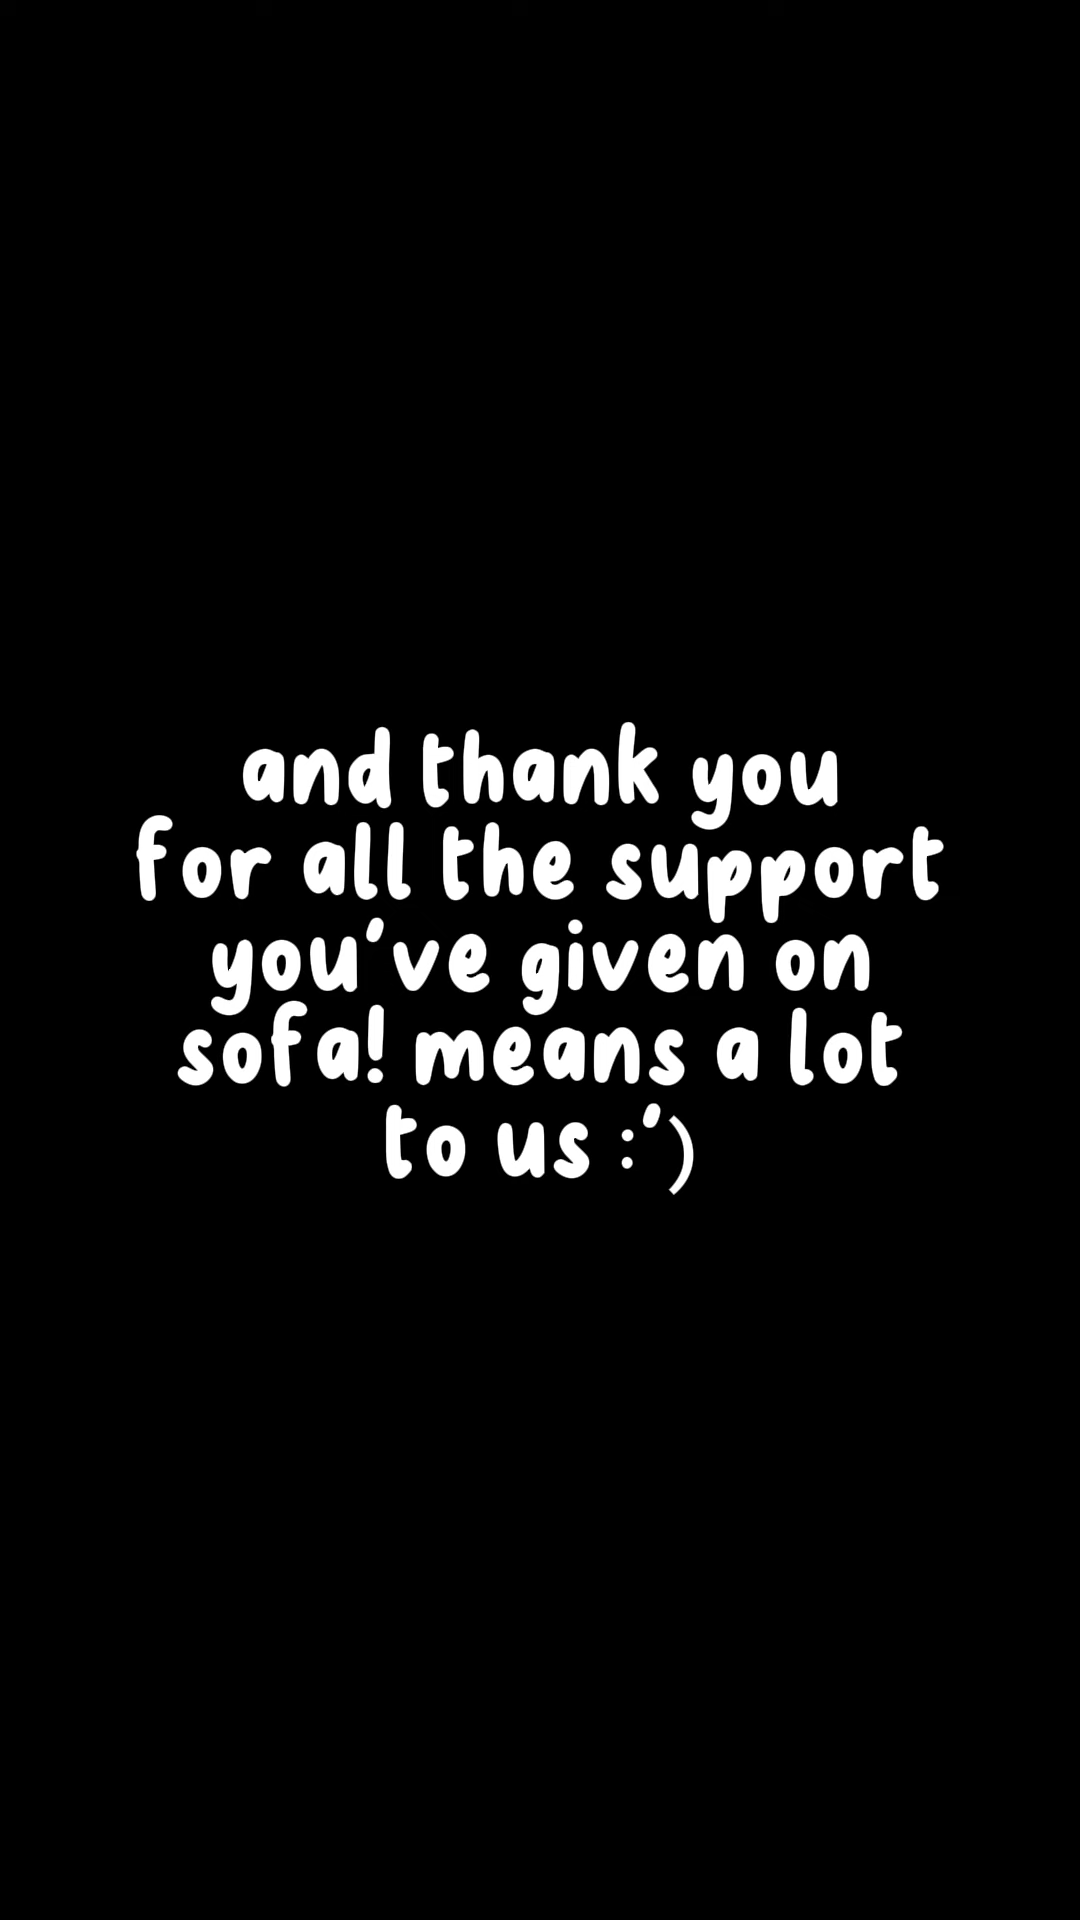 and thank you
for all the support
you've given on
sofa! means a lot
to us :')